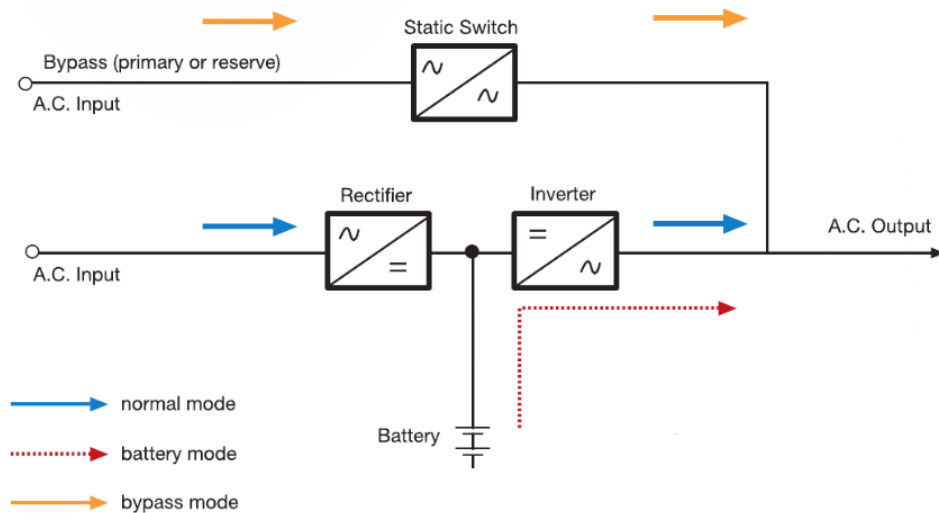 Static Switch
Bypass (primary or reserve)
A.C. Input
Rectifier
Inverter
A.C. Output
A.C. Input
normal mode
Battery
battery mode
bypass mode